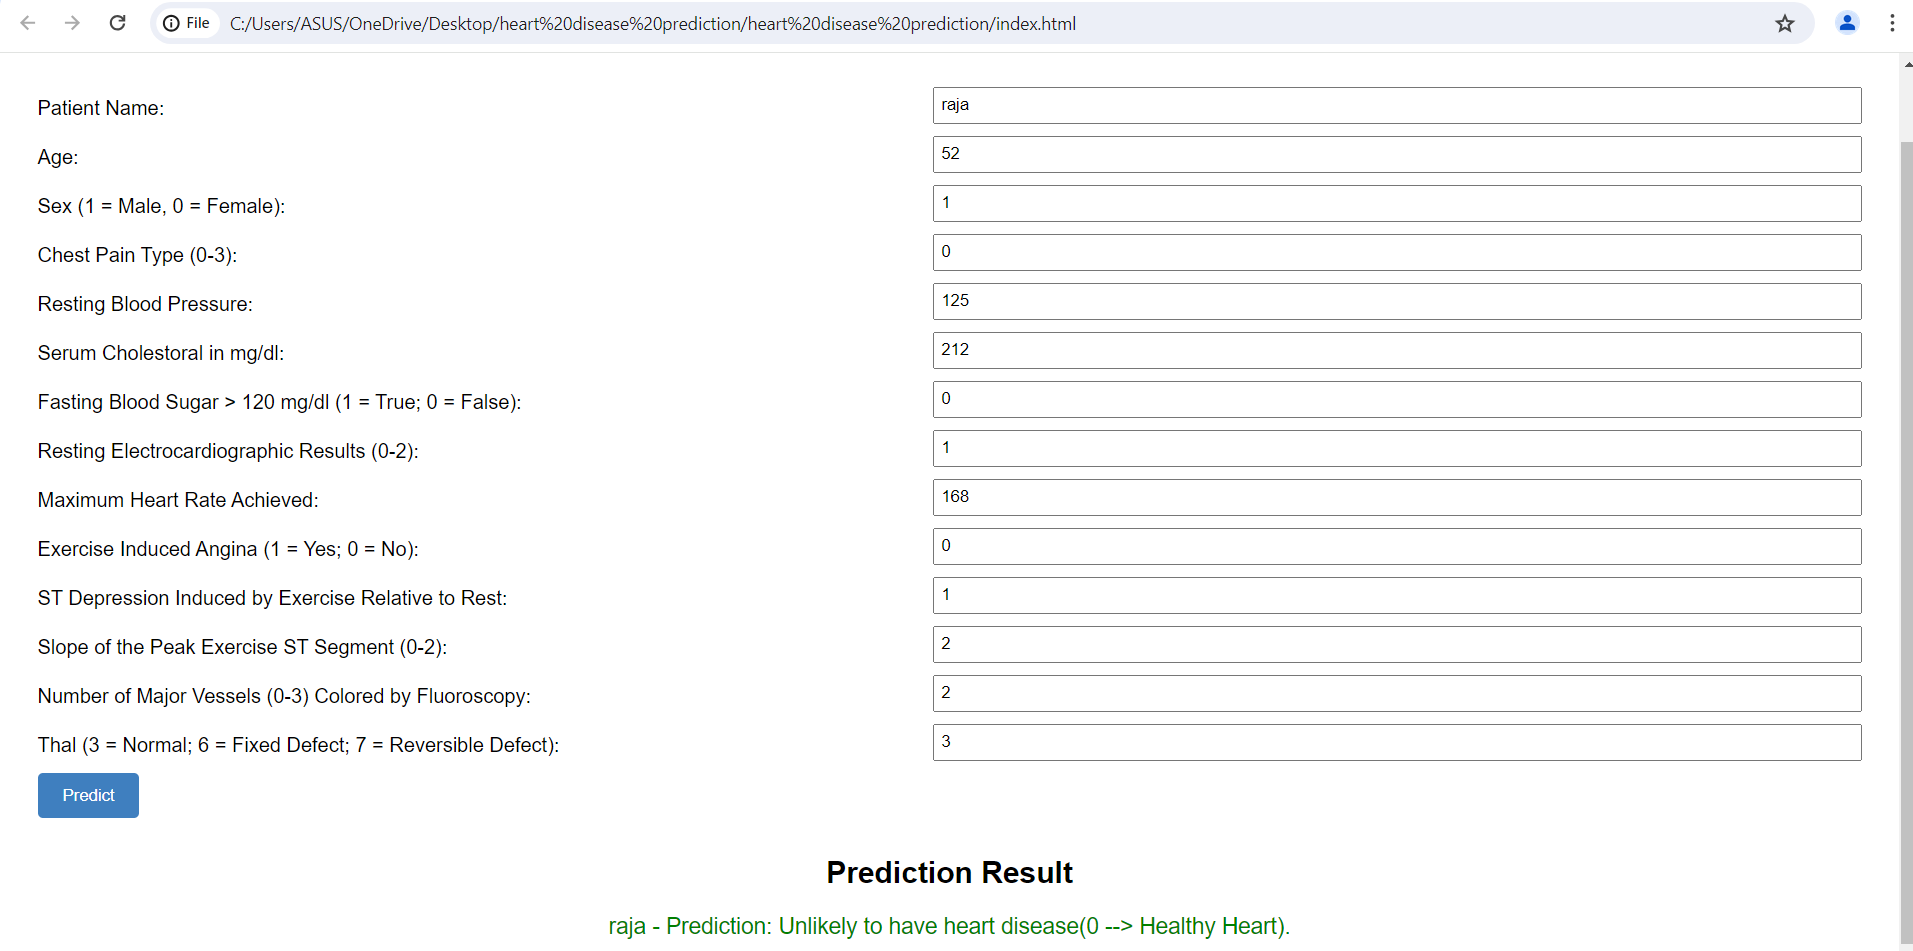 File C:/Users/ASUS/OneDrive/Desktop/heart%20disease%20prediction/heart%20disease%20prediction/index.html
Patient Name: raja
Age: 52
Sex (1 = Male, 0 = Female): 1
Chest Pain Type (0-3): 0
Resting Blood Pressure: 125
Serum Cholestoral in mg/dl: 212
Fasting Blood Sugar > 120 mg/dl (1 = True; 0 = False): 0
Resting Electrocardiographic Results (0-2): 1
Maximum Heart Rate Achieved: 168
Exercise Induced Angina (1 = Yes; 0 = No): 0
ST Depression Induced by Exercise Relative to Rest: 1
Slope of the Peak Exercise ST Segment (0-2): 2
Number of Major Vessels (0-3) Colored by Fluoroscopy: 2
Thal (3 = Normal; 6 = Fixed Defect; 7 = Reversible Defect): 3
Predict
Prediction Result
raja - Prediction: Unlikely to have heart disease(0 --> Healthy Heart).